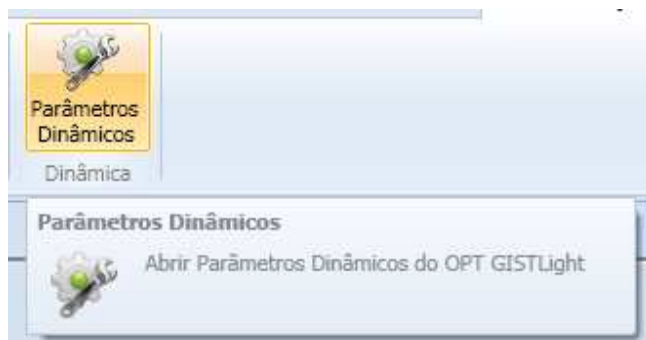 Parâmetros
Dinâmicos
Dinâmica
Parâmetros Dinâmicos
Abrir Parâmetros Dinâmicos do OPT GISTLight